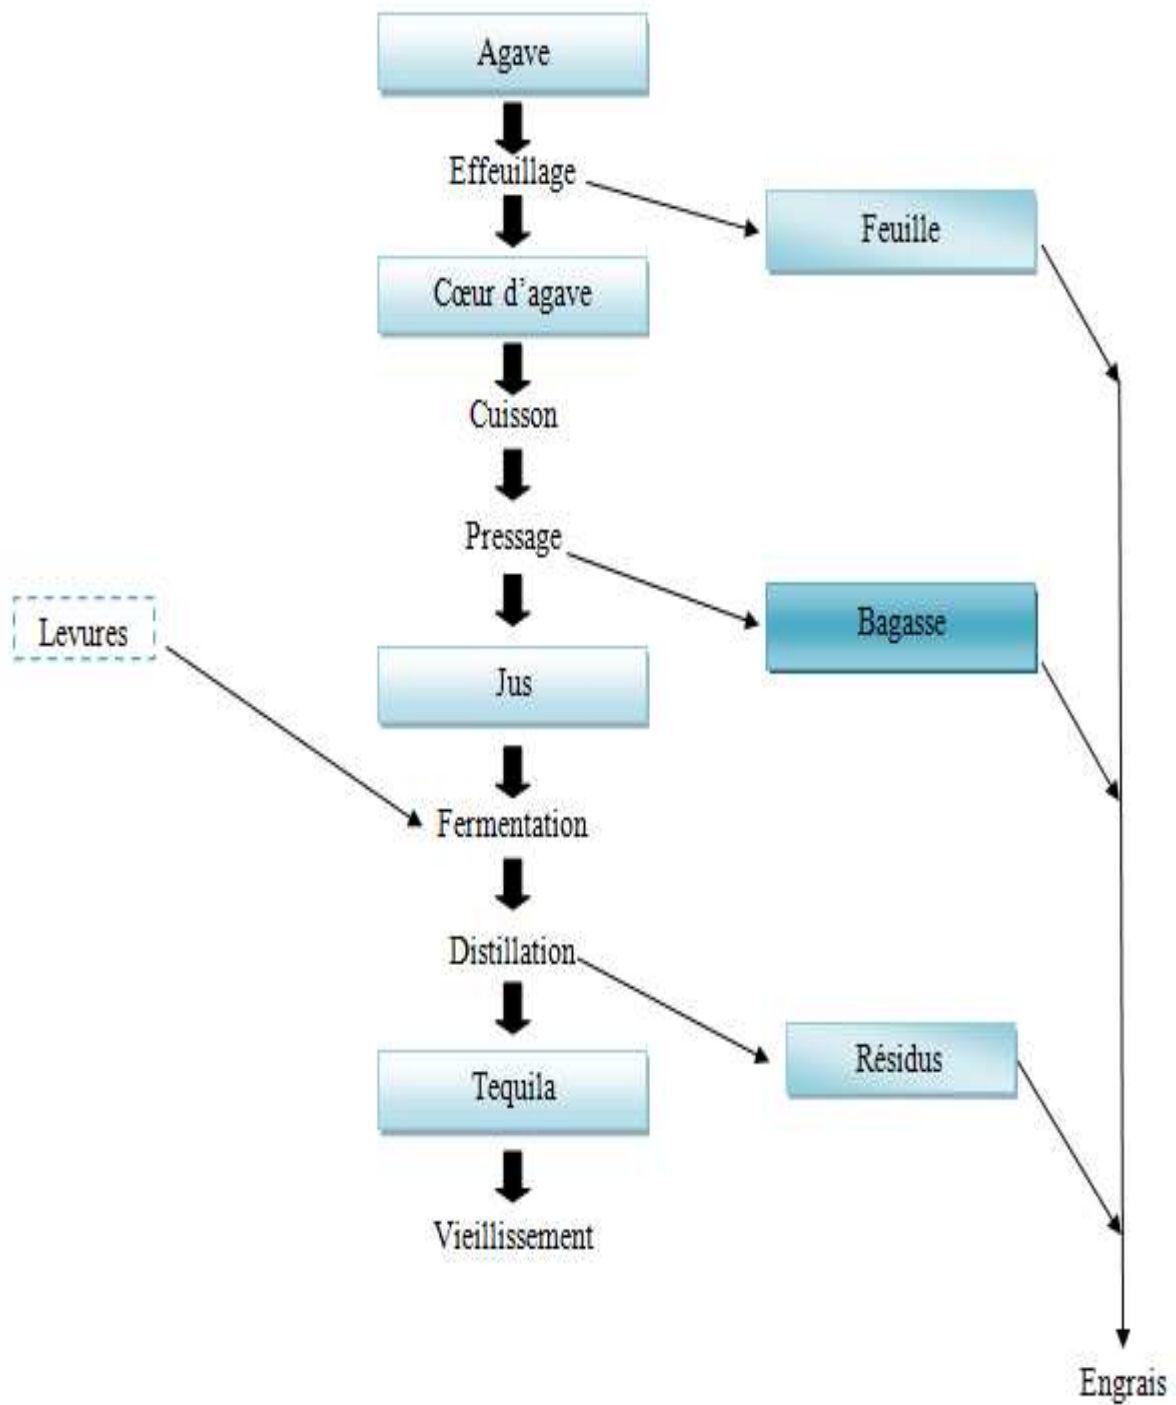 Agave
Effeuillage
Feuille
Cœur d’agave
Cuisson
Pressage
Bagasse
Levures
Jus
Fermentation
Distillation
Résidus
Tequila
Vieillissement
Engrais